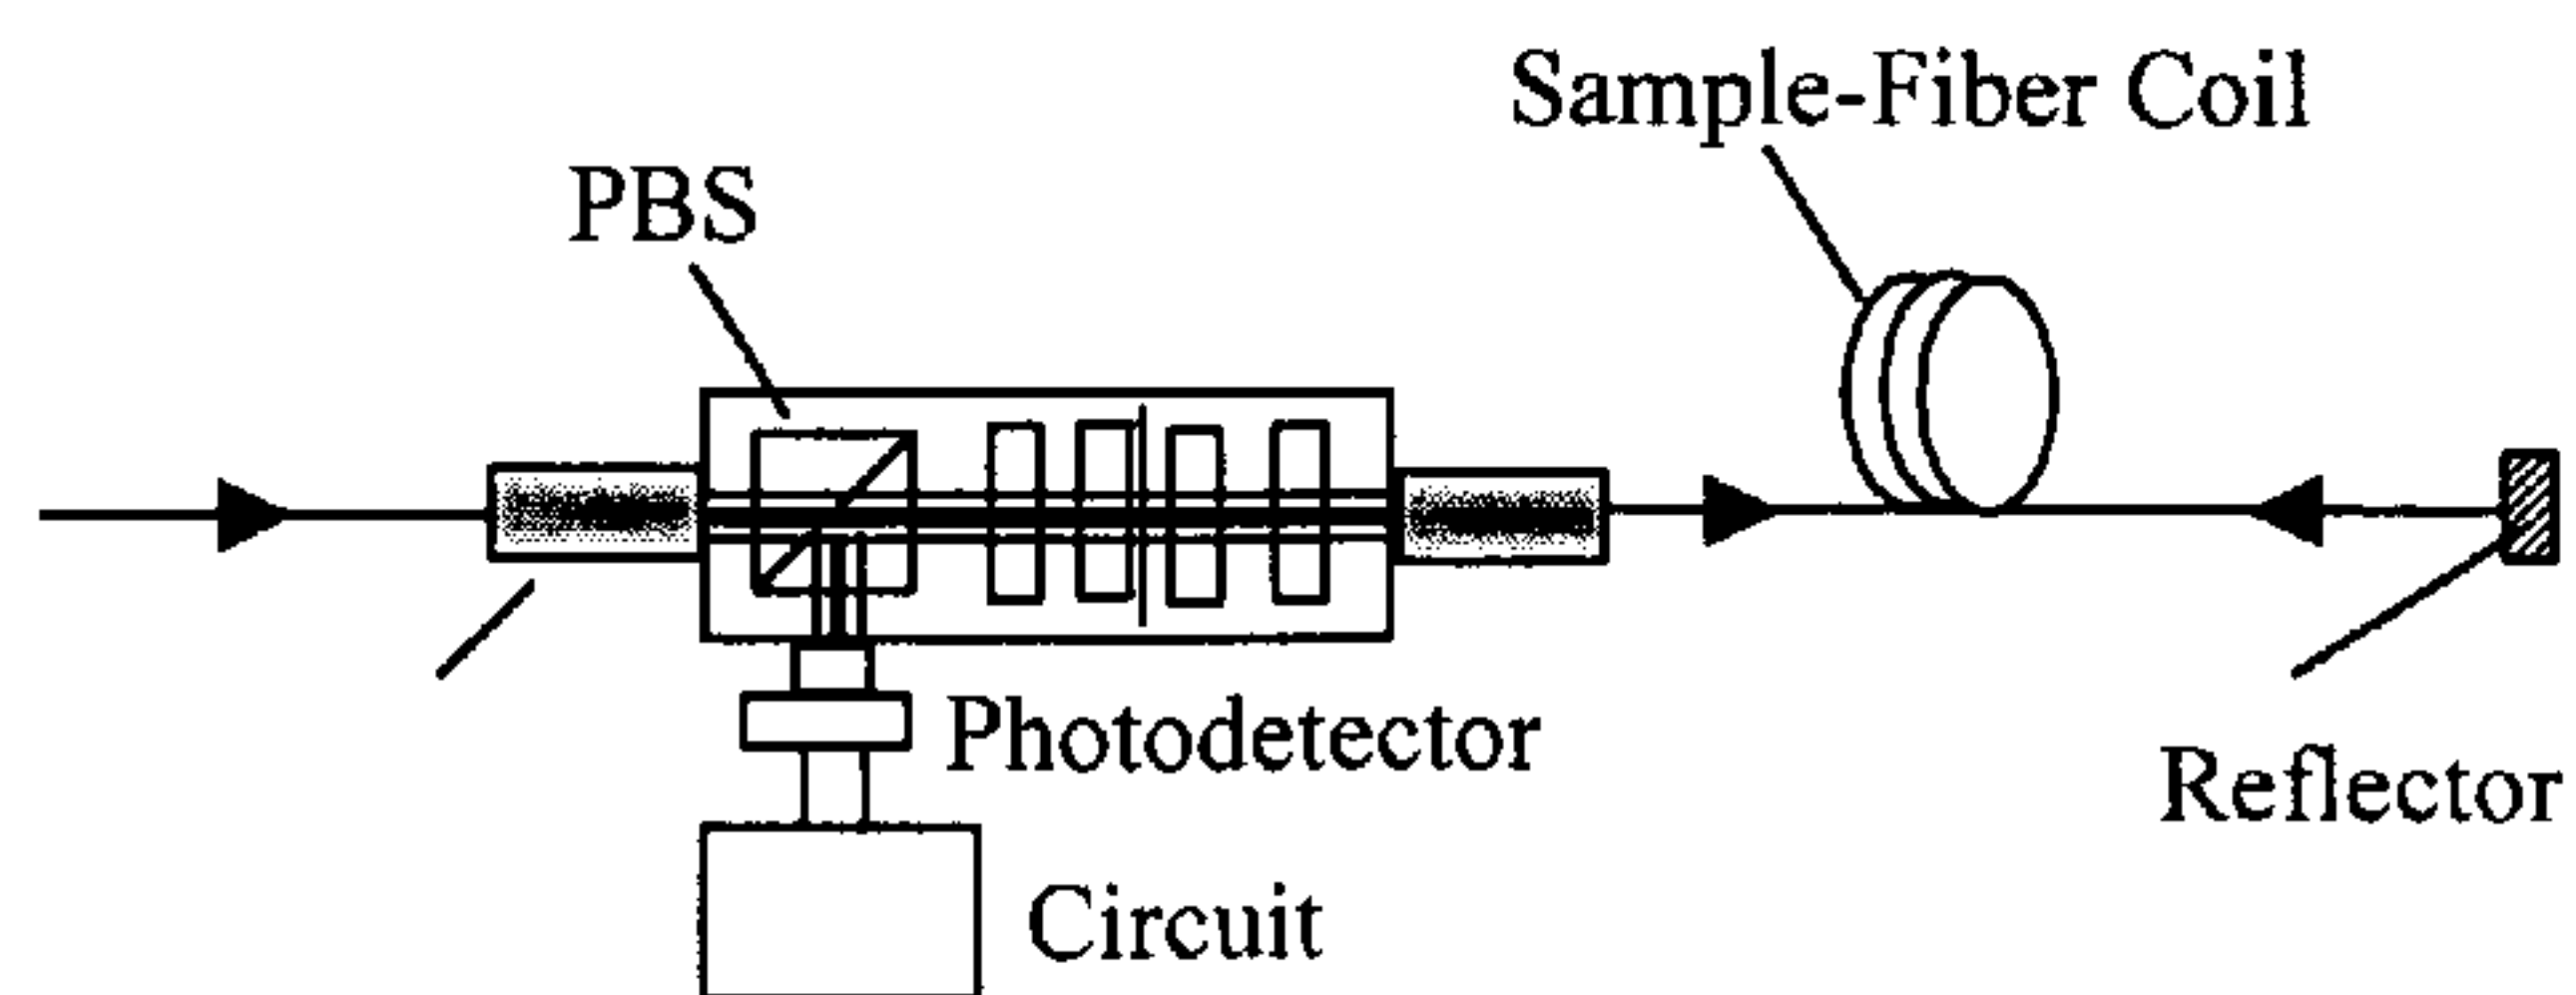 Sample-Fiber Coil
PBS
Photodetector
Reflector
Circuit